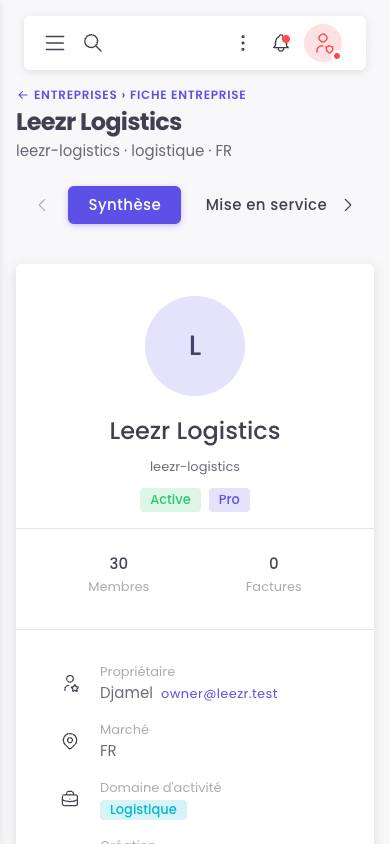 ← ENTREPRISES › FICHE ENTREPRISE
Leezr Logistics
leezr-logistics · logistique · FR
Synthèse
Mise en service
L
Leezr Logistics
leezr-logistics
Active
Pro
30
0
Membres
Factures
Propriétaire
Djamel owner@leezr.test
Marché
FR
Domaine d'activité
Logistique
Création